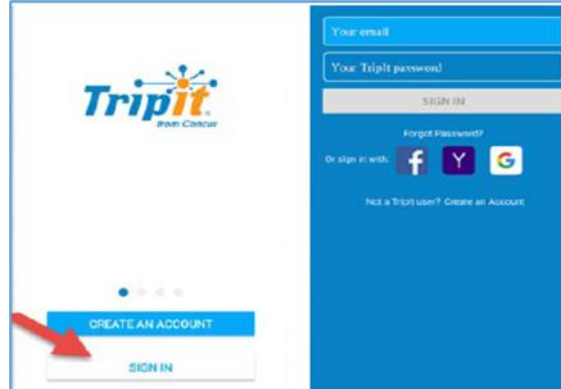 Tripit
from Concur
CREATE AN ACCOUNT
SIGN IN
Your email
Your TripIt password
SIGN IN
Forgot Password?
Or sign in with:
f Y G
Not a TripIt user? Create an Account